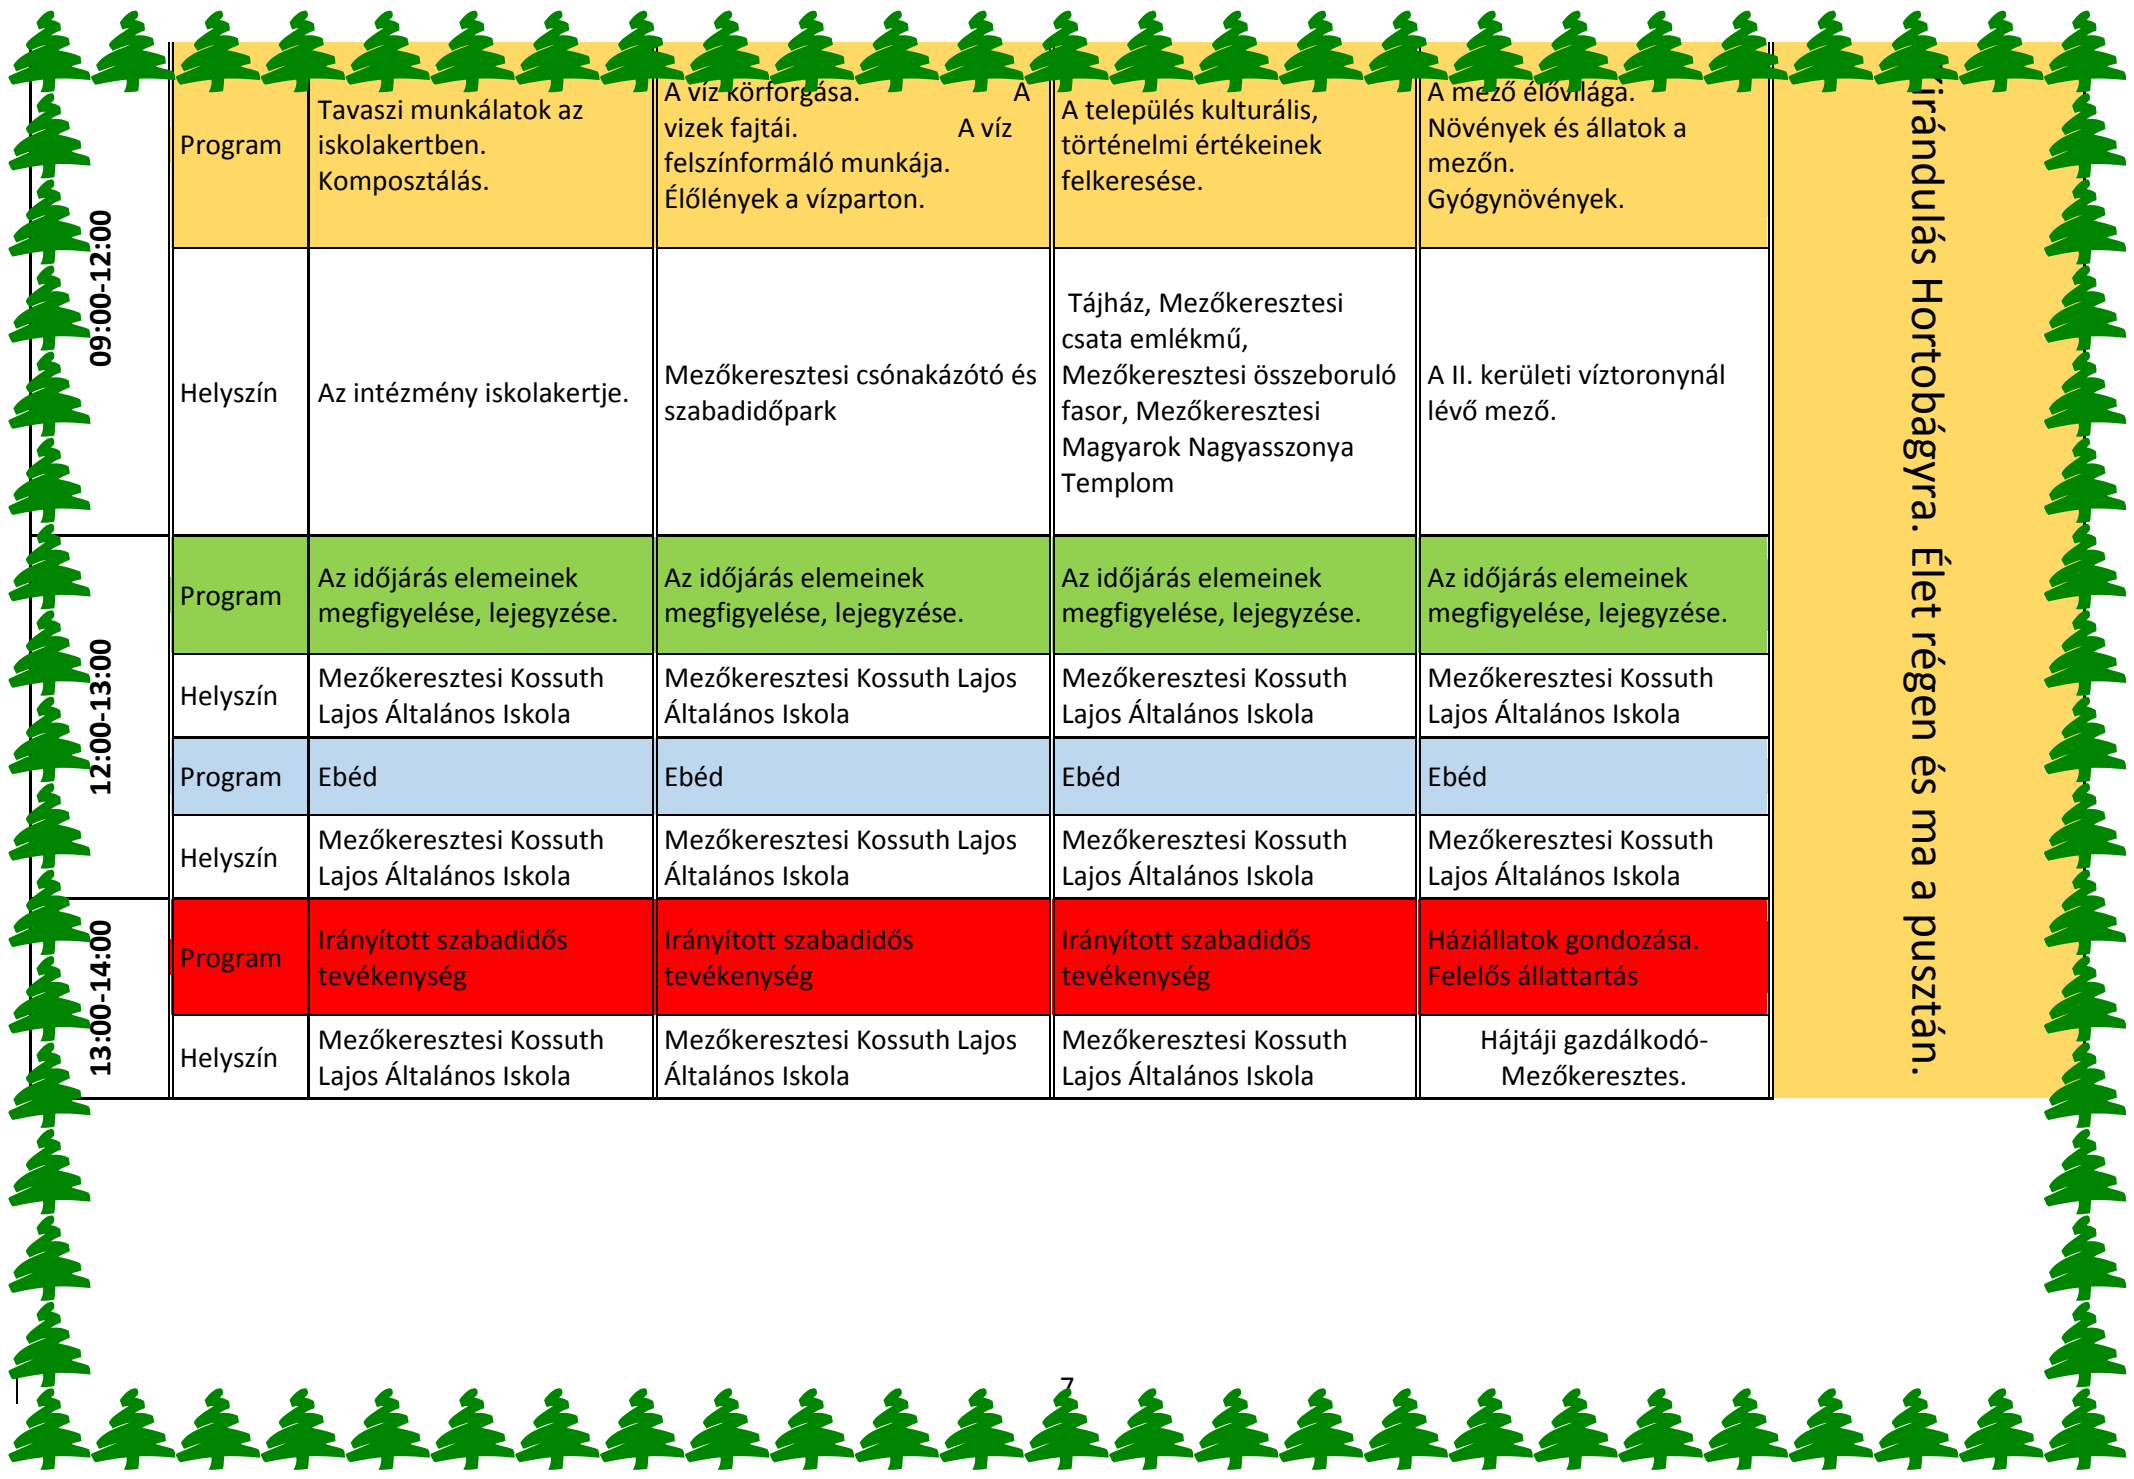 09:00-12:00
Program
Tavaszi munkálatok az
iskolakertben.
Komposztálás.
A víz körforgása. A
vizek fajtái. A víz
felszínformáló munkája.
Élőlények a vízparton.
A település kulturális,
történelmi értékeinek
felkeresése.
A mező élővilága.
Növények és állatok a
mezőn.
Gyógynövények.
Helyszín
Az intézmény iskolakertje.
Mezőkeresztesi csónakázótó és
szabadidőpark
Tájház, Mezőkeresztesi
csata emlékmű,
Mezőkeresztesi összeboruló
fasor, Mezőkeresztesi
Magyarok Nagyasszonya
Templom
A II. kerületi víztoronynál
lévő mező.
12:00-13:00
Program
Az időjárás elemeinek
megfigyelése, lejegyzése.
Az időjárás elemeinek
megfigyelése, lejegyzése.
Az időjárás elemeinek
megfigyelése, lejegyzése.
Az időjárás elemeinek
megfigyelése, lejegyzése.
Helyszín
Mezőkeresztesi Kossuth
Lajos Általános Iskola
Mezőkeresztesi Kossuth Lajos
Általános Iskola
Mezőkeresztesi Kossuth
Lajos Általános Iskola
Mezőkeresztesi Kossuth
Lajos Általános Iskola
Program
Ebéd
Ebéd
Ebéd
Ebéd
Helyszín
Mezőkeresztesi Kossuth
Lajos Általános Iskola
Mezőkeresztesi Kossuth Lajos
Általános Iskola
Mezőkeresztesi Kossuth
Lajos Általános Iskola
Mezőkeresztesi Kossuth
Lajos Általános Iskola
13:00-14:00
Program
Irányított szabadidős
tevékenység
Irányított szabadidős
tevékenység
Irányított szabadidős
tevékenység
Háziállatok gondozása.
Felelős állattartás
Helyszín
Mezőkeresztesi Kossuth
Lajos Általános Iskola
Mezőkeresztesi Kossuth Lajos
Általános Iskola
Mezőkeresztesi Kossuth
Lajos Általános Iskola
Hájtáji gazdálkodó-
Mezőkeresztes.
Hortobágyra. Élet régen és ma a pusztán.
7